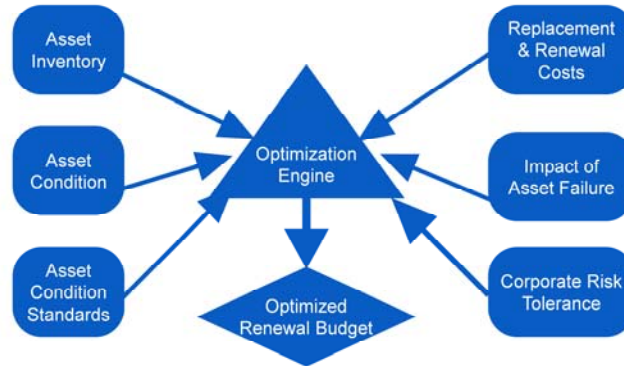 Asset
Inventory
Asset
Condition
Asset
Condition
Standards
Optimization
Engine
Optimized
Renewal Budget
Replacement
& Renewal
Costs
Impact of
Asset Failure
Corporate Risk
Tolerance